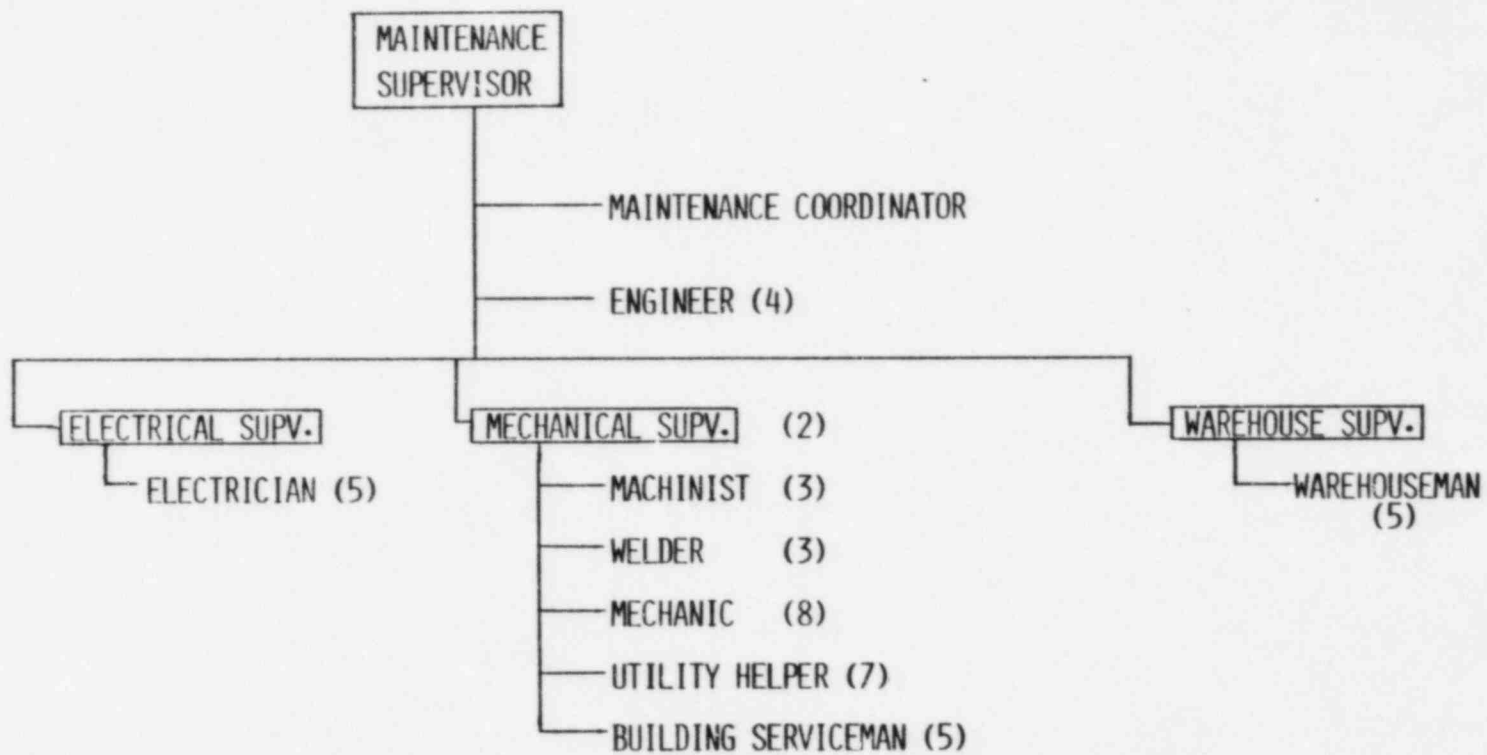 MAINTENANCE
SUPERVISOR
MAINTENANCE COORDINATOR
ENGINEER (4)
ELECTRICAL SUPV.
ELECTRICIAN (5)
MECHANICAL SUPV. (2)
MACHINIST (3)
WELDER (3)
MECHANIC (8)
UTILITY HELPER (7)
BUILDING SERVICEMAN (5)
WAREHOUSE SUPV.
WAREHOUSEMAN
(5)